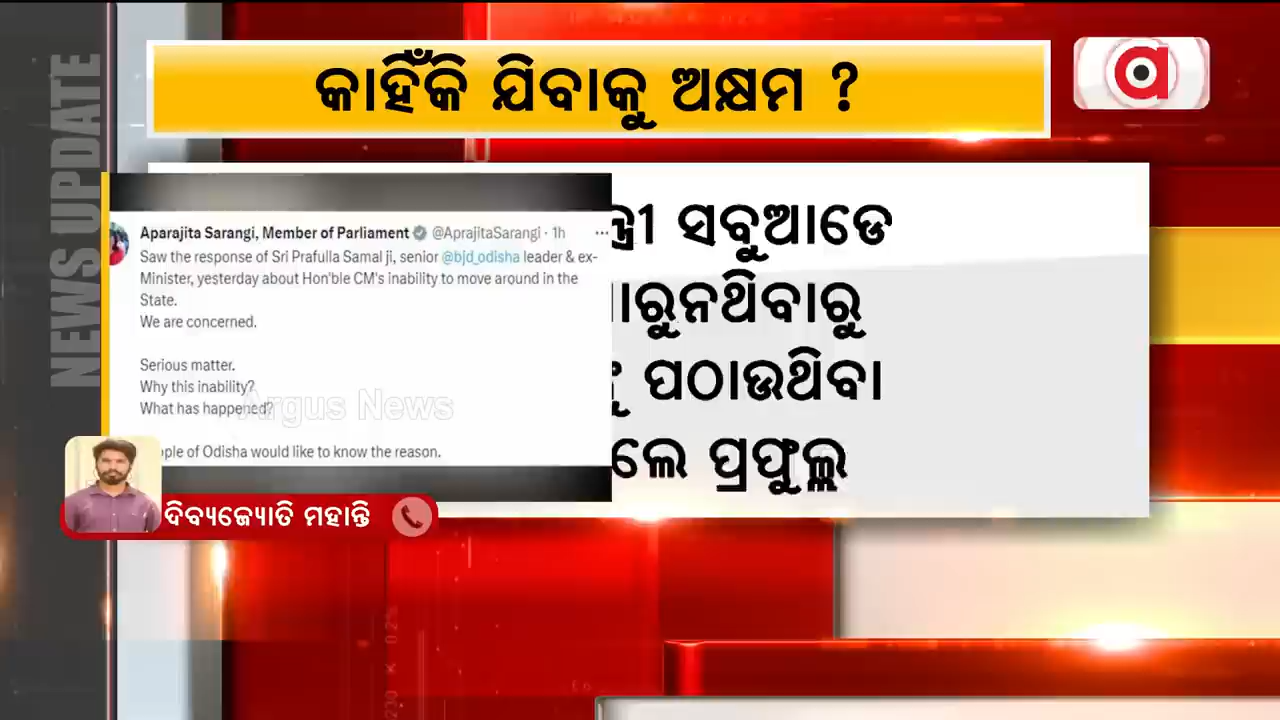 NEWS UPDATE
କାହିଁକି ଯିବାକୁ ଅକ୍ଷମ ?
a
Aparajita Sarangi, Member of Parliament @AprajitaSarangi · 1h ...
Saw the response of Sri Prafulla Samal ji, senior @bjd_odisha leader & ex-
Minister, yesterday about Hon'ble CM's inability to move around in the
State.
We are concerned.
Serious matter.
Why this inability?
What has happened?
of Odisha would like to know the reason.
Argus News
ସବୁଆଡେ
ପଠାଉଥିବା
ପ୍ରଫୁଲ୍ଲ
ଦିବ୍ୟଜ୍ୟୋତି ମହାନ୍ତି